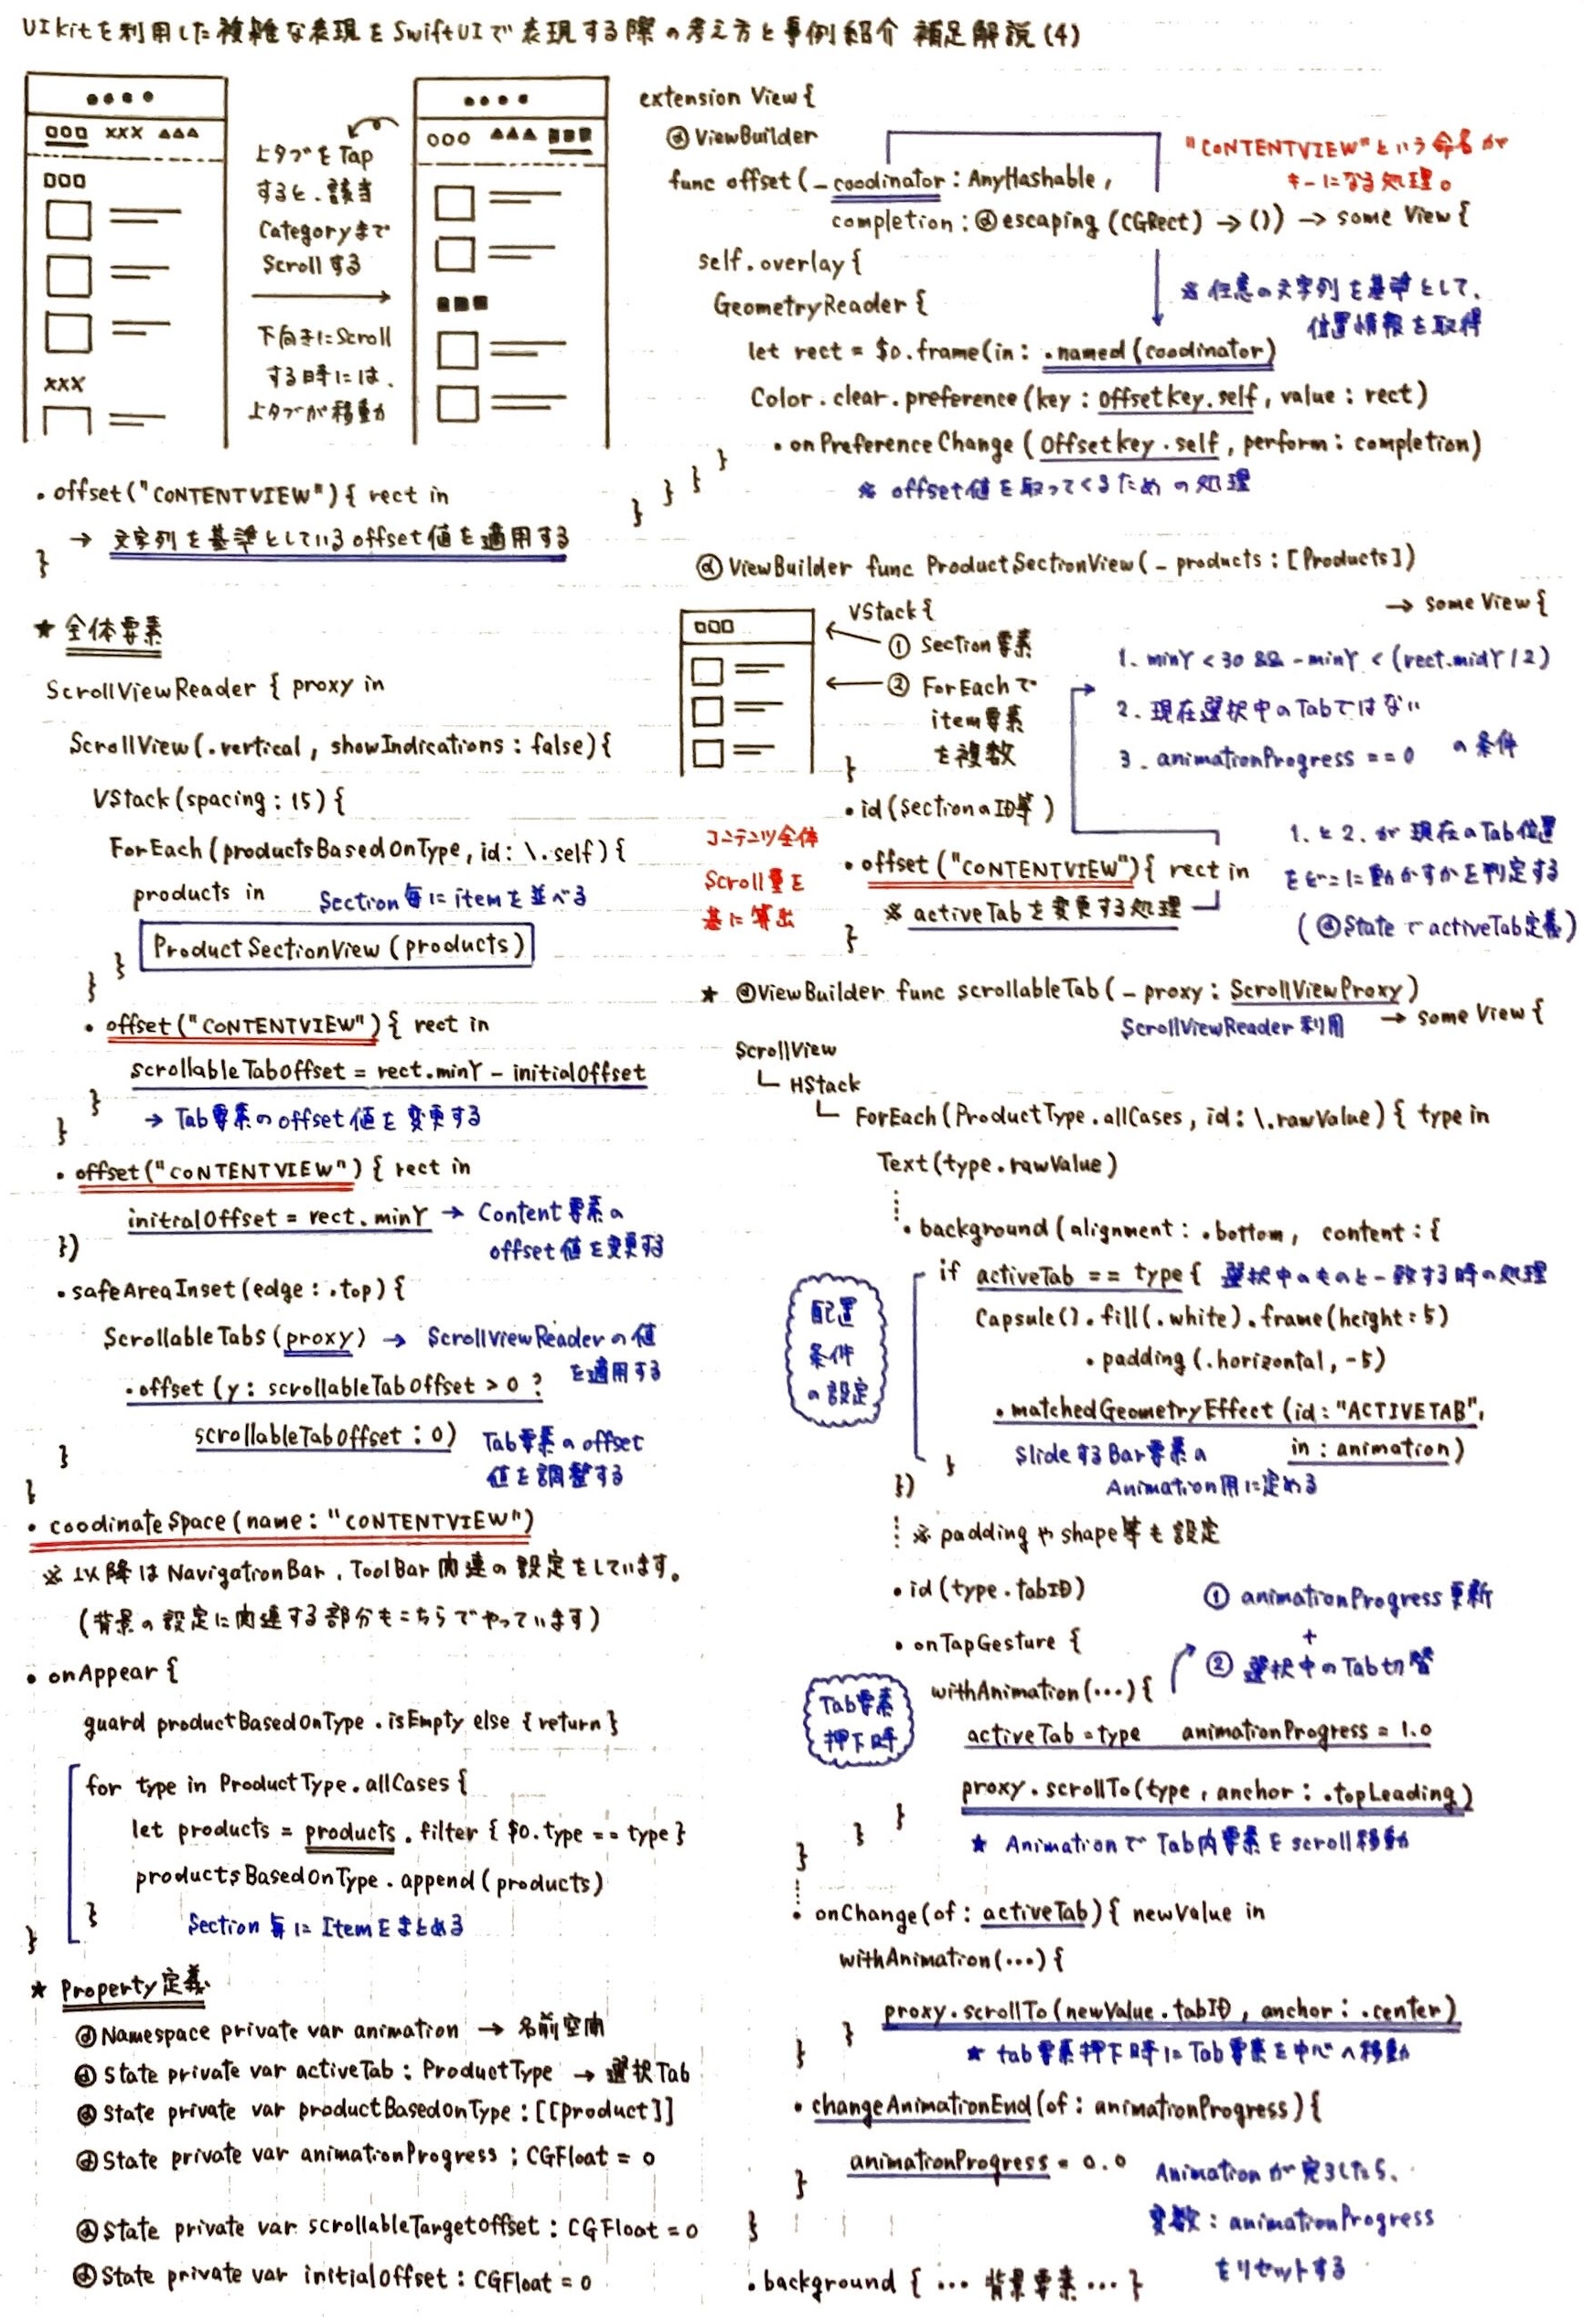 UIKitを利用した複雑な表現をSwiftUIで表現する際の考え方と事例紹介 補足解説(4)
□□□ XXX △△△
□□□
XXX
上タブをTap
すると、該当
Categoryまで
Scrollする
下向きにScroll
する時には、
上タブが移動
○○○ ▲▲▲ ■■■
■■■
.offset("CONTENTVIEW"){ rect in
→ 文字列を基準としているoffset値を適用する
}
★ 全体要素
ScrollViewReader { proxy in
ScrollView(.vertical, showIndications: false){
VStack(spacing: 15){
ForEach(productsBasedOnType, id: \.self){
products in Section毎にitemを並べる
ProductSectionView(products)
}
}
.offset("CONTENTVIEW"){ rect in
scrollableTabOffset = rect.minY - initialOffset
}
→ Tab要素のoffset値を変更する
}
.offset("CONTENTVIEW"){ rect in
initialOffset = rect.minY → Content要素の
offset値を変更する
})
.safeAreaInset(edge: .top){
ScrollableTabs(proxy) → ScrollViewReaderの値
を適用する
.offset(y: scrollableTabOffset > 0 ?
scrollableTabOffset : 0) Tab要素のoffset
値を調整する
}
}
.coodinateSpace(name: "CONTENTVIEW")
※ 以降はNavigationBar、ToolBar関連の設定をしています。
(背景の設定に関連する部分もこちらでやっています)
.onAppear {
guard productBasedOnType.isEmpty else {return}
for type in ProductType.allCases {
let products = products.filter { $0.type == type }
productsBasedOnType.append(products)
}
Section毎にItemをまとめる
}
★ Property定義
@Namespace private var animation → 名前空間
@State private var activeTab: ProductType → 選択Tab
@State private var productBasedOnType: [[product]]
@State private var animationProgress: CGFloat = 0
@State private var scrollableTangetOffset: CGFloat = 0
@State private var initialOffset: CGFloat = 0
extension View {
@ViewBuilder
func offset(_ coodinator: AnyHashable,
completion: @escaping (CGRect) → ()) → some View {
"CONTENTVIEW"という命名が
キーになる処理。
self.overlay {
GeometryReader {
※ 任意の文字列を基準として、
位置情報を取得
let rect = $0.frame(in: .named(coodinator))
Color.clear.preference(key: OffsetKey.self, value: rect)
.onPreferenceChange(OffsetKey.self, perform: completion)
} } } }
※ offset値を取ってくるための処理
@ViewBuilder func ProductSectionView(_ products: [Products])
→ some View {
□□□
VStack {
① Section要素
② ForEachで
item要素
を複数
}
1. minY < 30 && -minY < (rect.midY / 2)
2. 現在選択中のTabではない
3. animationProgress == 0 の条件
.id(SectionのID等)
コンテンツ全体
Scroll量を
基に算出
.offset("CONTENTVIEW"){ rect in
※ activeTabを変更する処理
}
1. と 2. が 現在のTab位置
をどこに動かすかを判定する
(@StateでactiveTab定義)
★ @ViewBuilder func scrollableTab(_ proxy: ScrollViewProxy)
ScrollViewReader利用 → some View {
ScrollView
└ HStack
└ ForEach(ProductType.allCases, id: \.rawValue){ type in
Text(type.rawValue)
.background(alignment: .bottom, content: {
配置
条件
の設定
if activeTab == type { 選択中のものと一致する時の処理
Capsule().fill(.white).frame(height: 5)
.padding(.horizontal, -5)
.matchedGeometryEffect(id: "ACTIVETAB",
in: animation)
SlideするBar要素の
Animation用に定める
}
})
※ paddingやshape等も設定
.id(type.tabID)
.onTapGesture {
① animationProgress更新
+
② 選択中のTab切替
Tab要素
押下時
withAnimation(...){
activeTab = type animationProgress = 1.0
proxy.scrollTo(type, anchor: .topLeading)
} } }
★ AnimationでTab内要素をscroll移動
.onChange(of: activeTab){ newValue in
withAnimation(...){
proxy.scrollTo(newValue.tabID, anchor: .center)
} }
★ tab要素押下時にTab要素を中心へ移動
.changeAnimationEnd(of: animationProgress){
animationProgress = 0.0
}
Animationが完了したら、
変数: animationProgress
をリセットする
}
.background { ... 背景要素 ... }